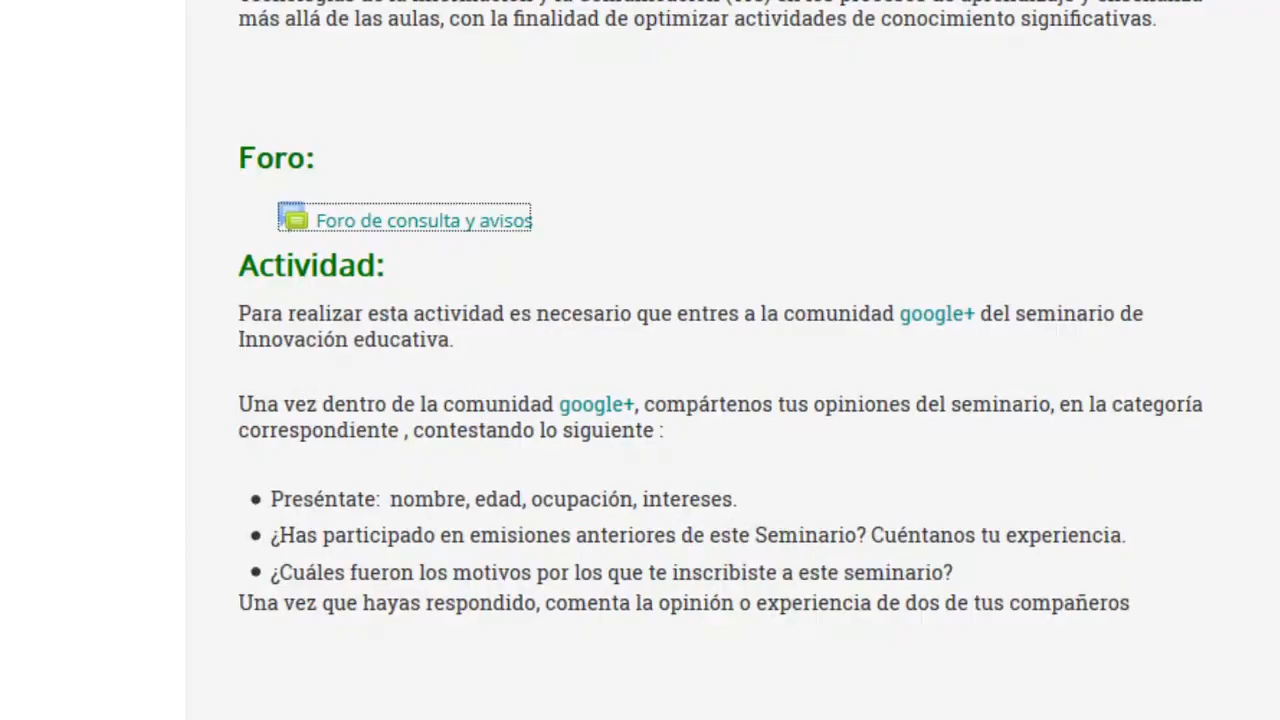 más allá de las aulas, con la finalidad de optimizar actividades de conocimiento significativas.
Foro:
Foro de consulta y avisos
Actividad:
Para realizar esta actividad es necesario que entres a la comunidad google+ del seminario de
Innovación educativa.
Una vez dentro de la comunidad google+, compártenos tus opiniones del seminario, en la categoría
correspondiente , contestando lo siguiente :
Preséntate:  nombre, edad, ocupación, intereses.
¿Has participado en emisiones anteriores de este Seminario? Cuéntanos tu experiencia.
¿Cuáles fueron los motivos por los que te inscribiste a este seminario?
Una vez que hayas respondido, comenta la opinión o experiencia de dos de tus compañeros